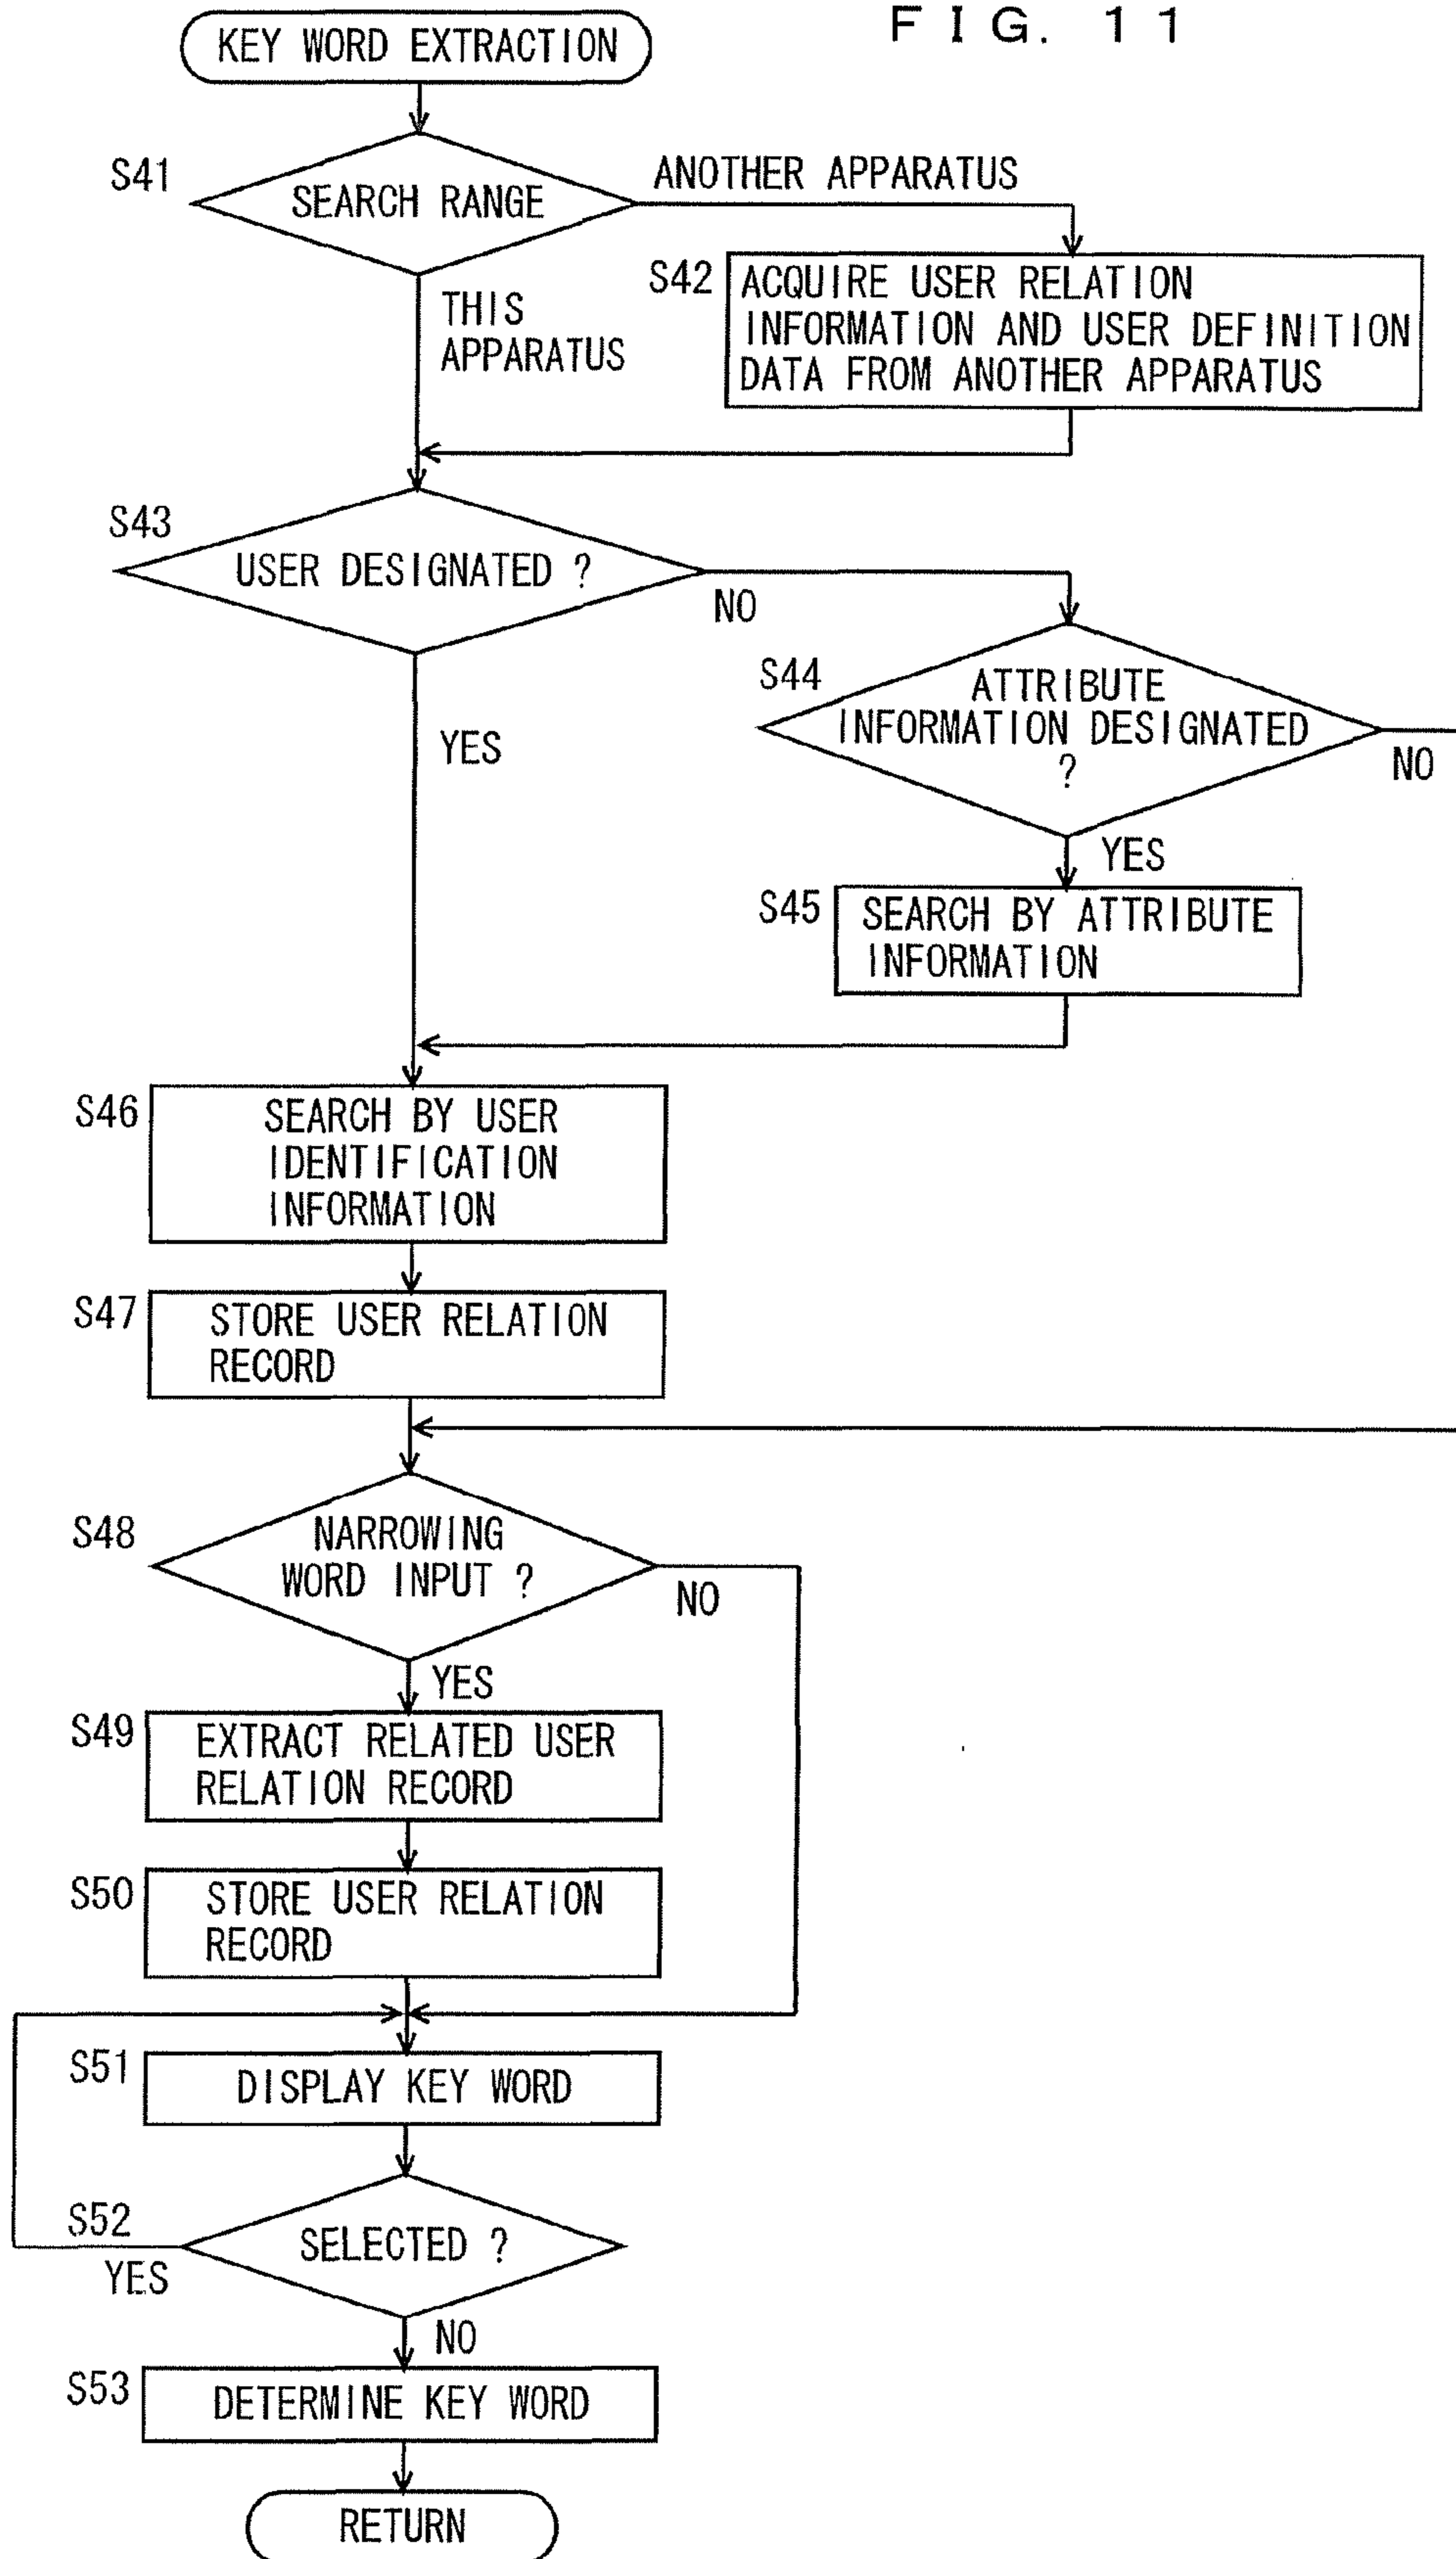 FIG. 11
KEY WORD EXTRACTION
S41
SEARCH RANGE
ANOTHER APPARATUS
THIS
APPARATUS
S42
ACQUIRE USER RELATION
INFORMATION AND USER DEFINITION
DATA FROM ANOTHER APPARATUS
S43
USER DESIGNATED ?
NO
YES
S44
ATTRIBUTE
INFORMATION DESIGNATED
?
NO
YES
S45
SEARCH BY ATTRIBUTE
INFORMATION
S46
SEARCH BY USER
IDENTIFICATION
INFORMATION
S47
STORE USER RELATION
RECORD
S48
NARROWING
WORD INPUT ?
NO
YES
S49
EXTRACT RELATED USER
RELATION RECORD
S50
STORE USER RELATION
RECORD
S51
DISPLAY KEY WORD
S52
SELECTED ?
YES
NO
S53
DETERMINE KEY WORD
RETURN